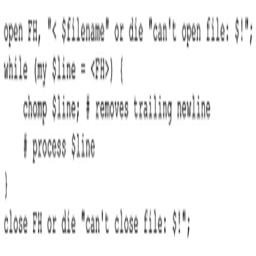 open FH, "< $filename" or die "can't open file: $!";
while (my $line = <FH>) {
    chomp $line; # removes trailing newline
    # process $line
}
close FH or die "can't close file: $!";